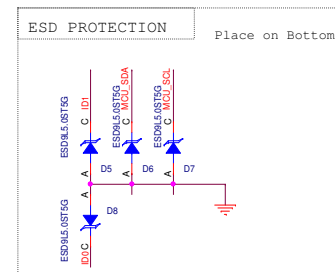 ESD PROTECTION
Place on Bottom
ESD9L5.0ST5G
C ID1
ESD9L5.0ST5G
C MCU_SDA
ESD9L5.0ST5G
C MCU_SCL
A D5
A D6
A D7
A D8
ESD9L5.0ST5G
ID0 C